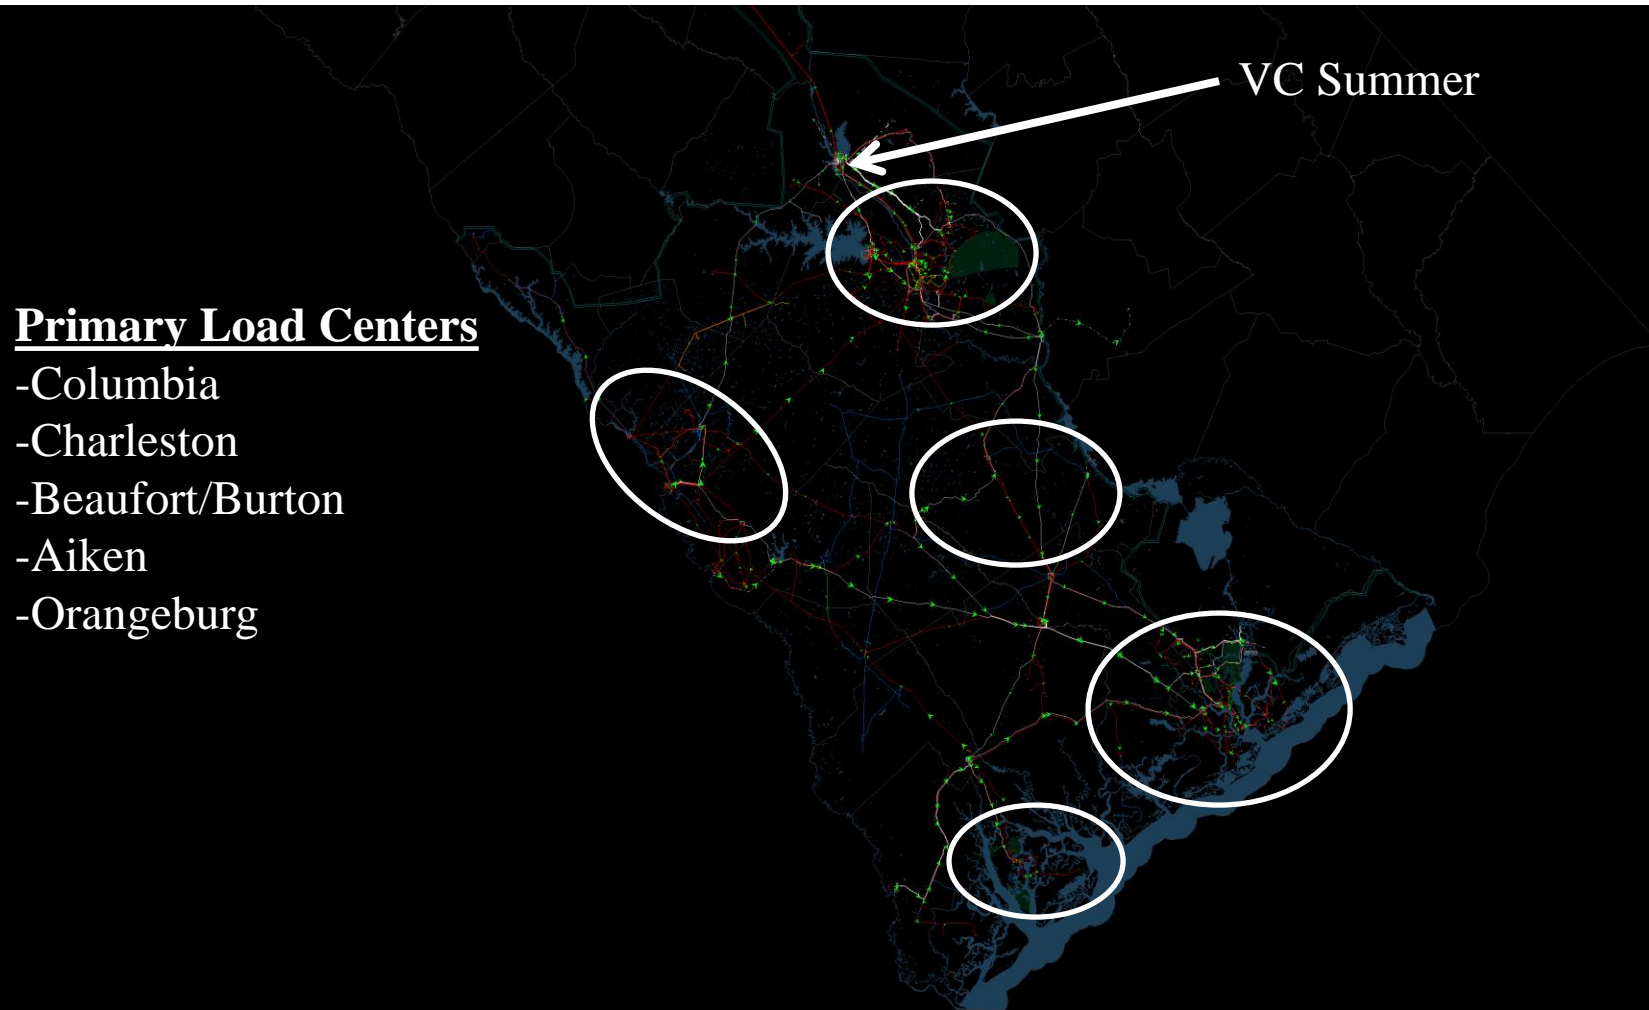 VC Summer
Primary Load Centers
-Columbia
-Charleston
-Beaufort/Burton
-Aiken
-Orangeburg